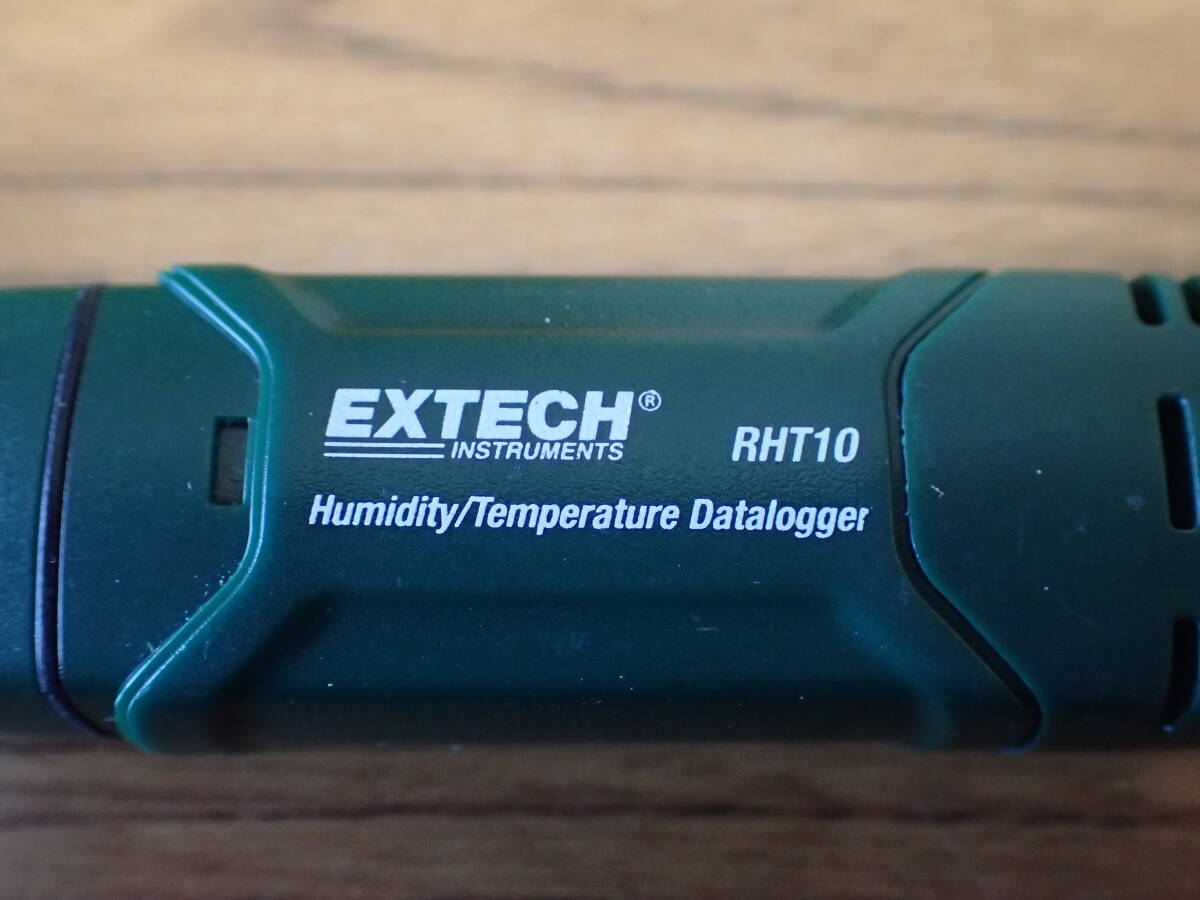 EXTECH® RHT10
INSTRUMENTS
Humidity/Temperature Datalogger